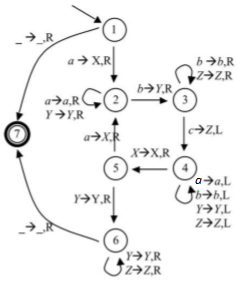 _→_,R
1
a→X,R
b→b,R
Z→Z,R
b→Y,R
a→a,R
Y→Y,R
2
3
a→X,R
c→Z,L
7
X→X,R
5
4
a→a,L
b→b,L
Y→Y,L
Z→Z,L
Y→Y,R
_→_,R
6
Y→Y,R
Z→Z,R